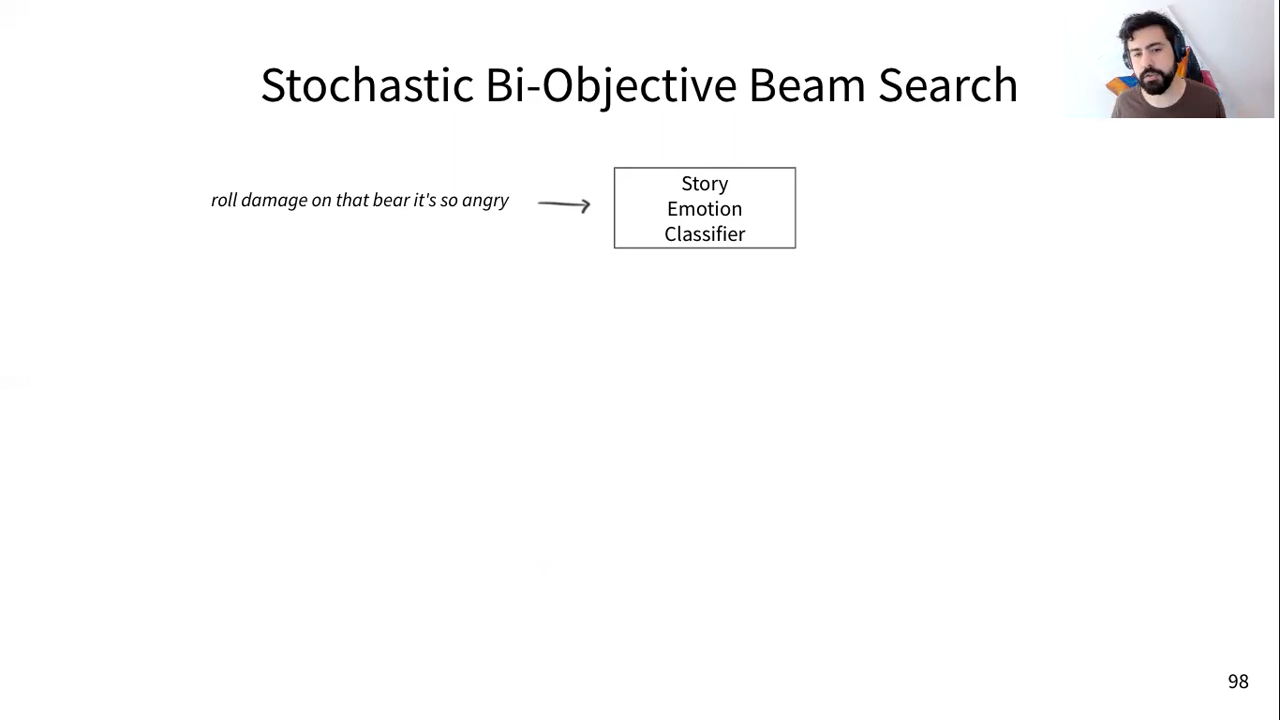 Stochastic Bi-Objective Beam Search
roll damage on that bear it's so angry
Story
Emotion
Classifier
98